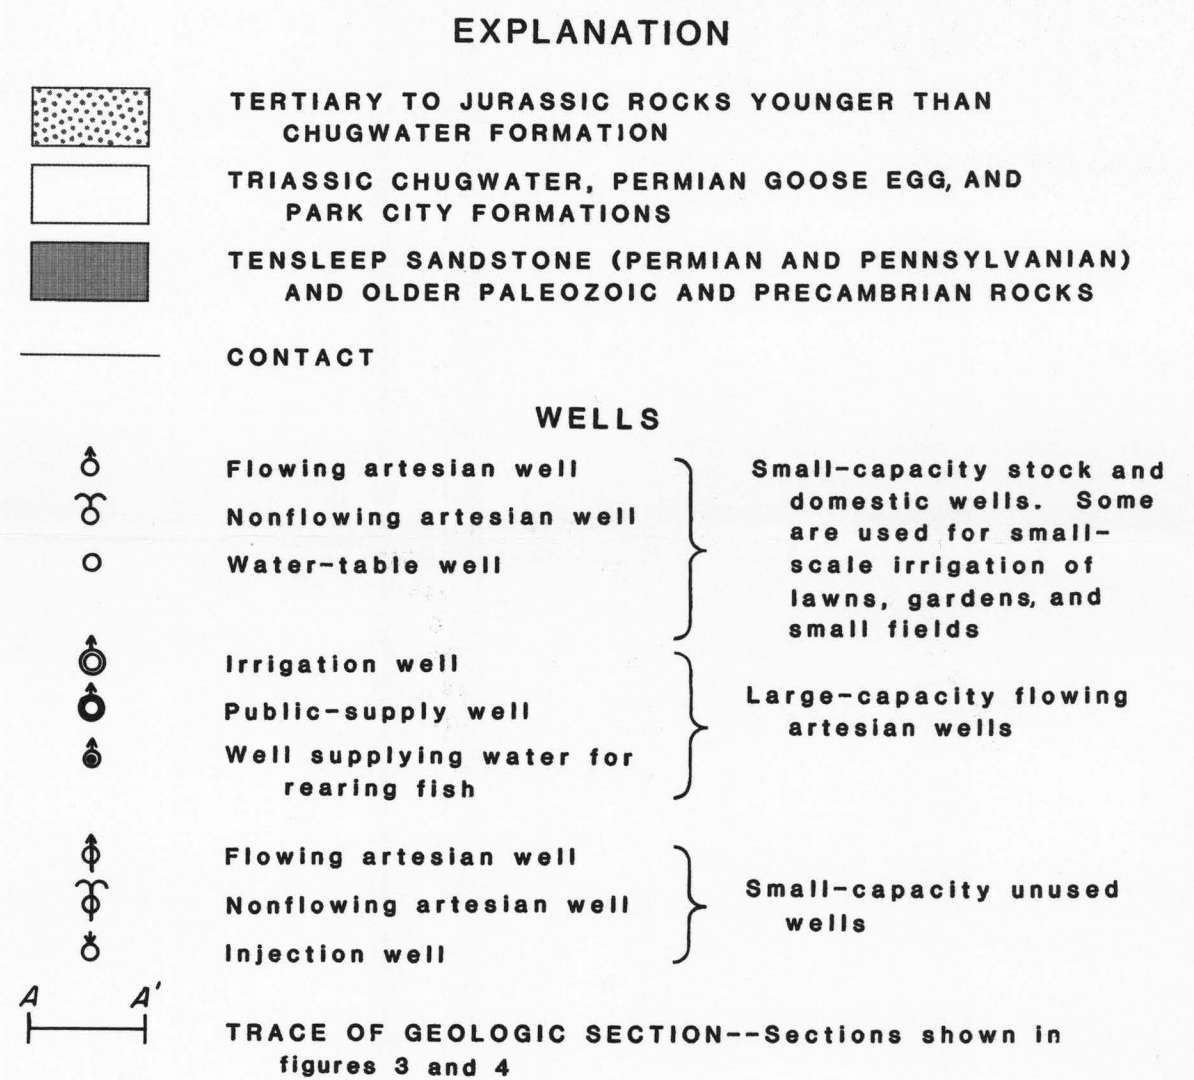 EXPLANATION
TERTIARY TO JURASSIC ROCKS YOUNGER THAN
CHUGWATER FORMATION
TRIASSIC CHUGWATER, PERMIAN GOOSE EGG, AND
PARK CITY FORMATIONS
TENSLEEP SANDSTONE (PERMIAN AND PENNSYLVANIAN)
AND OLDER PALEOZOIC AND PRECAMBRIAN ROCKS
CONTACT
WELLS
Flowing artesian well
Nonflowing artesian well
Water-table well
Small-capacity stock and
domestic wells. Some
are used for small-
scale irrigation of
lawns, gardens, and
small fields
Irrigation well
Public-supply well
Well supplying water for
rearing fish
Large-capacity flowing
artesian wells
Flowing artesian well
Nonflowing artesian well
Injection well
Small-capacity unused
wells
A A'
TRACE OF GEOLOGIC SECTION--Sections shown in
figures 3 and 4